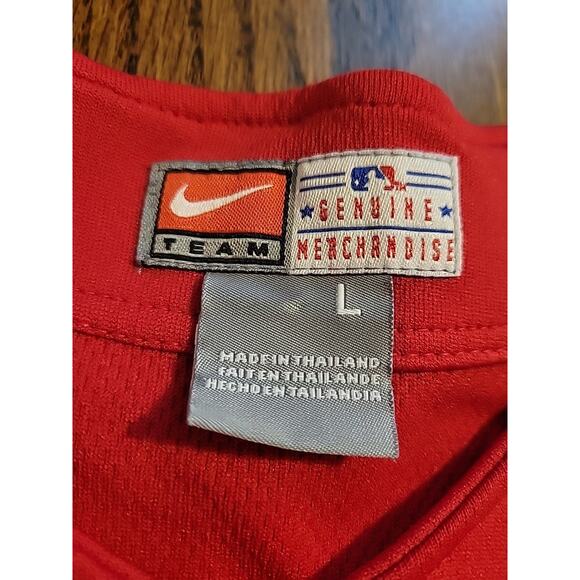 TEAM
GENUINE
MERCHANDISE
L
MADE IN THAILAND
FAIT EN THAILANDE
HECHO EN TAILANDIA